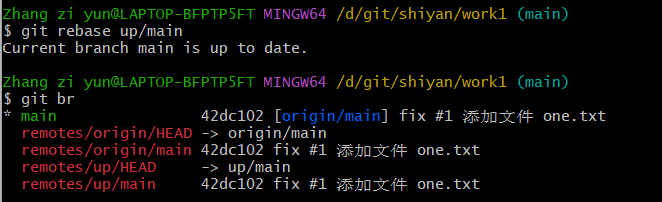 Zhang zi yun@LAPTOP-BFPTP5FT MINGW64 /d/git/shiyan/work1 (main)
$ git rebase up/main
Current branch main is up to date.
Zhang zi yun@LAPTOP-BFPTP5FT MINGW64 /d/git/shiyan/work1 (main)
$ git br
* main 42dc102 [origin/main] fix #1 添加文件 one.txt
remotes/origin/HEAD -> origin/main
remotes/origin/main 42dc102 fix #1 添加文件 one.txt
remotes/up/HEAD -> up/main
remotes/up/main 42dc102 fix #1 添加文件 one.txt